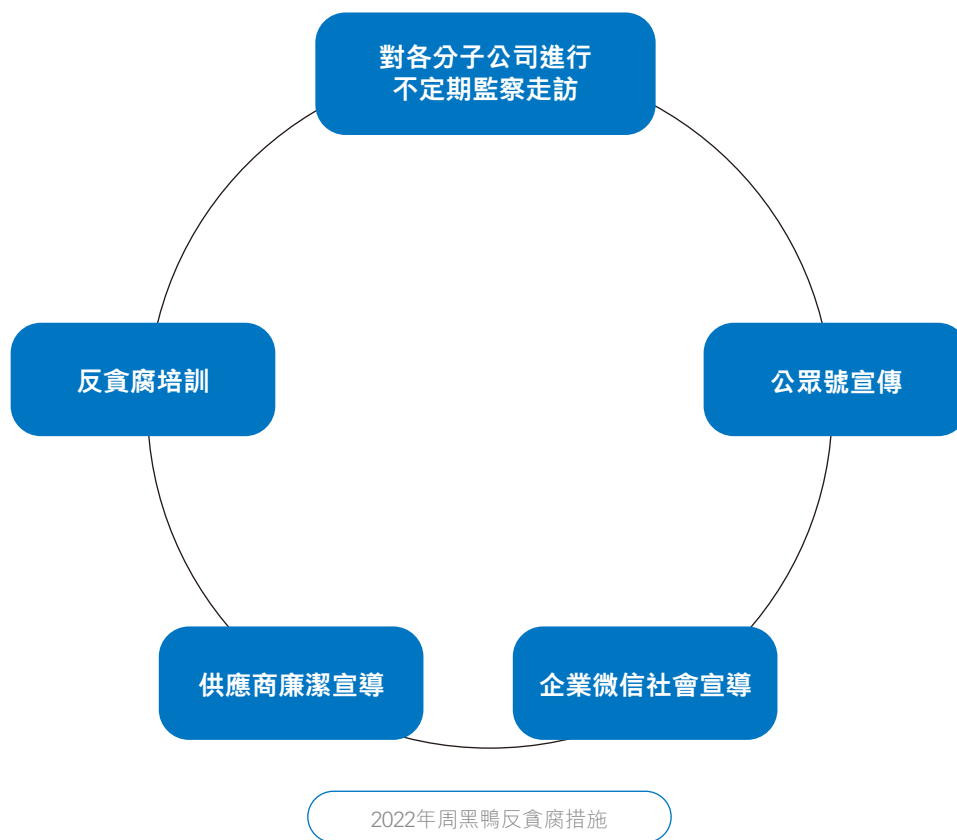 對各分子公司進行
不定期監察走訪
反貪腐培訓
公眾號宣傳
供應商廉潔宣導
企業微信社會宣導
2022年周黑鴨反貪腐措施